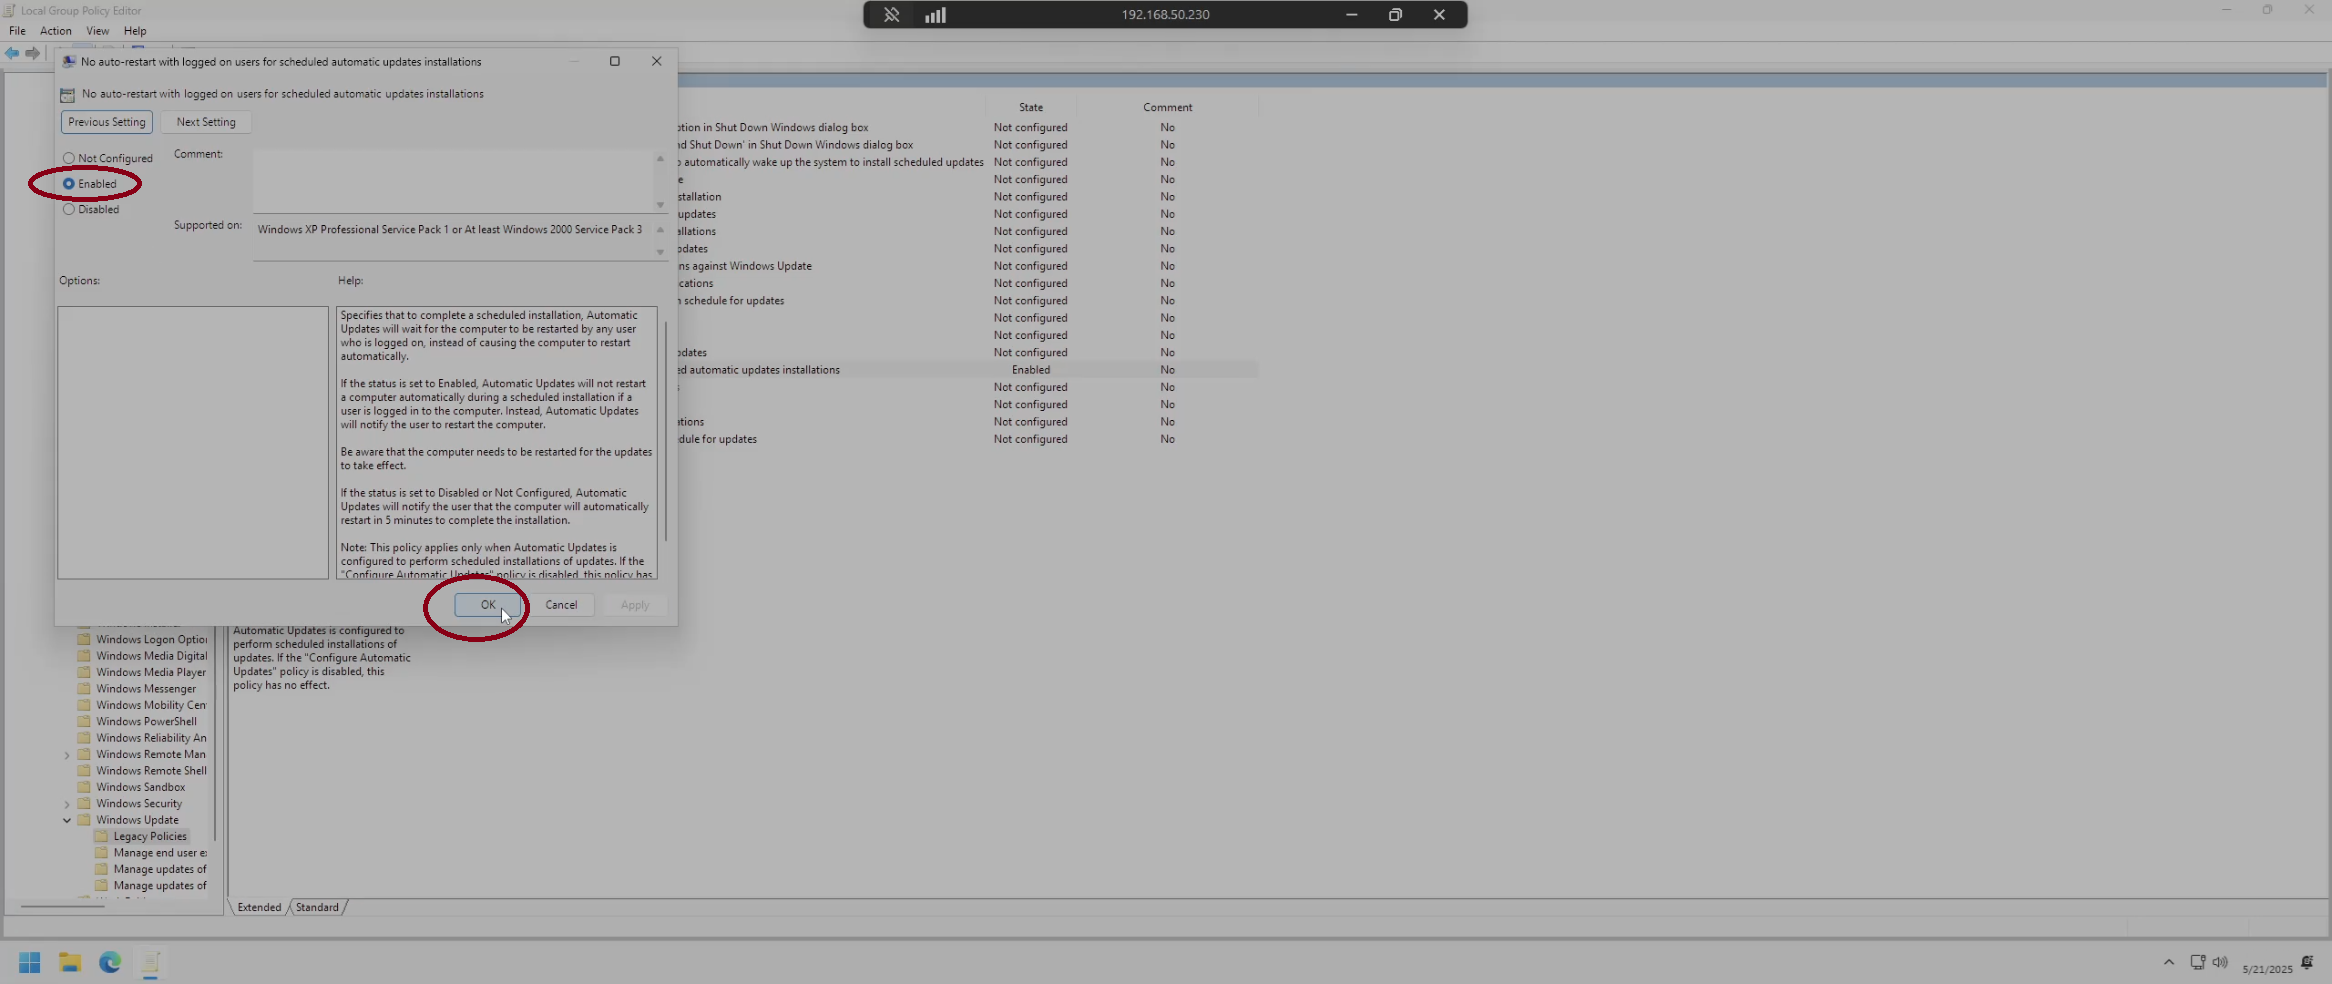 Local Group Policy Editor
192.168.50.230
File Action View Help
No auto-restart with logged on users for scheduled automatic updates installations
No auto-restart with logged on users for scheduled automatic updates installations
Previous Setting Next Setting
Not Configured
Comment:
Enabled
Disabled
Supported on:
Windows XP Professional Service Pack 1 or At least Windows 2000 Service Pack 3
Options:
Help:
Specifies that to complete a scheduled installation, Automatic
Updates will wait for the computer to be restarted by any user
who is logged on, instead of causing the computer to restart
automatically.
If the status is set to Enabled, Automatic Updates will not restart
a computer automatically during a scheduled installation if a
user is logged in to the computer. Instead, Automatic Updates
will notify the user to restart the computer.
Be aware that the computer needs to be restarted for the updates
to take effect.
If the status is set to Disabled or Not Configured, Automatic
Updates will notify the user that the computer will automatically
restart in 5 minutes to complete the installation.
Note: This policy applies only when Automatic Updates is
configured to perform scheduled installations of updates. If the
"Configure Automatic Updates" policy is disabled, this policy has
OK Cancel Apply
State Comment
ption in Shut Down Windows dialog box Not configured No
nd Shut Down' in Shut Down Windows dialog box Not configured No
automatically wake up the system to install scheduled updates Not configured No
e Not configured No
stallation Not configured No
updates Not configured No
allations Not configured No
pdates Not configured No
ns against Windows Update Not configured No
cations Not configured No
schedule for updates Not configured No
Not configured No
Not configured No
pdates Not configured No
ed automatic updates installations Enabled No
s Not configured No
Not configured No
ations Not configured No
dule for updates Not configured No
Automatic Updates is configured to
perform scheduled installations of
updates. If the "Configure Automatic
Updates" policy is disabled, this
policy has no effect.
Windows Logon Optio
Windows Media Digital
Windows Media Player
Windows Messenger
Windows Mobility Cen
Windows PowerShell
Windows Reliability An
Windows Remote Man
Windows Remote Shell
Windows Sandbox
Windows Security
Windows Update
Legacy Policies
Manage end user e
Manage updates of
Manage updates of
Extended Standard
5/21/2025